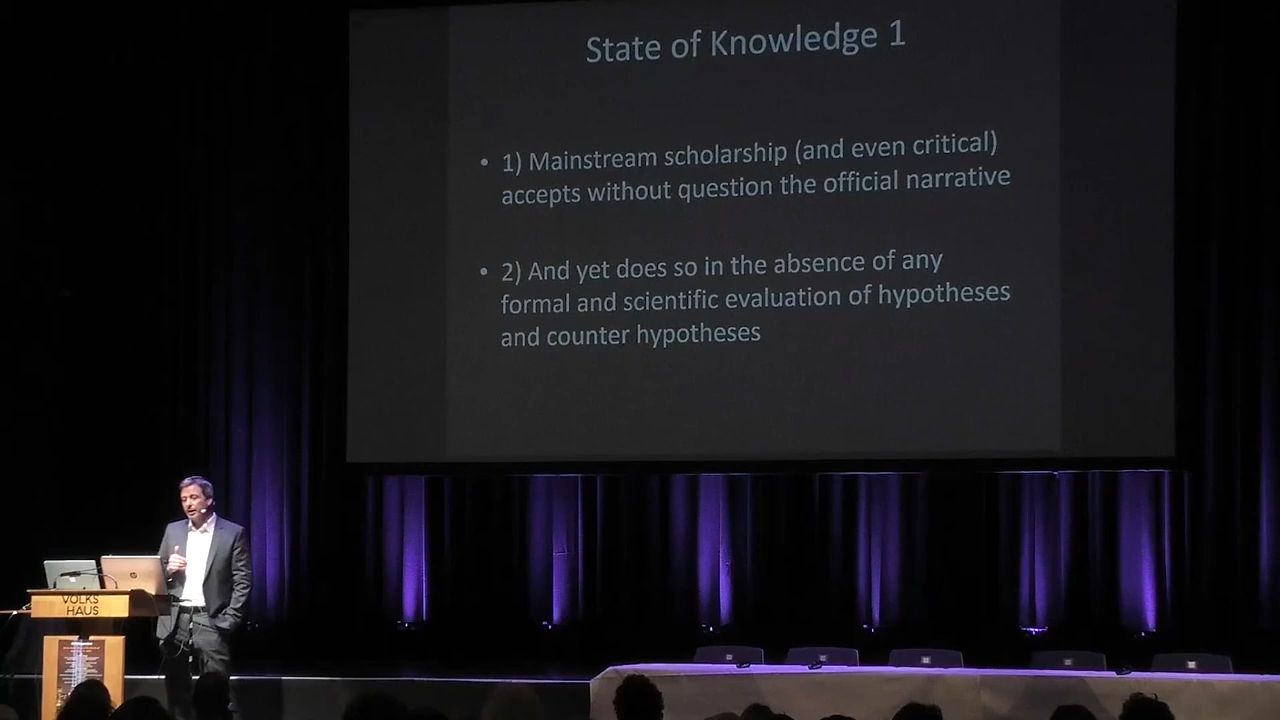 State of Knowledge 1
• 1) Mainstream scholarship (and even critical)
accepts without question the official narrative
• 2) And yet does so in the absence of any
formal and scientific evaluation of hypotheses
and counter hypotheses
VOLKS
HAUS
hp